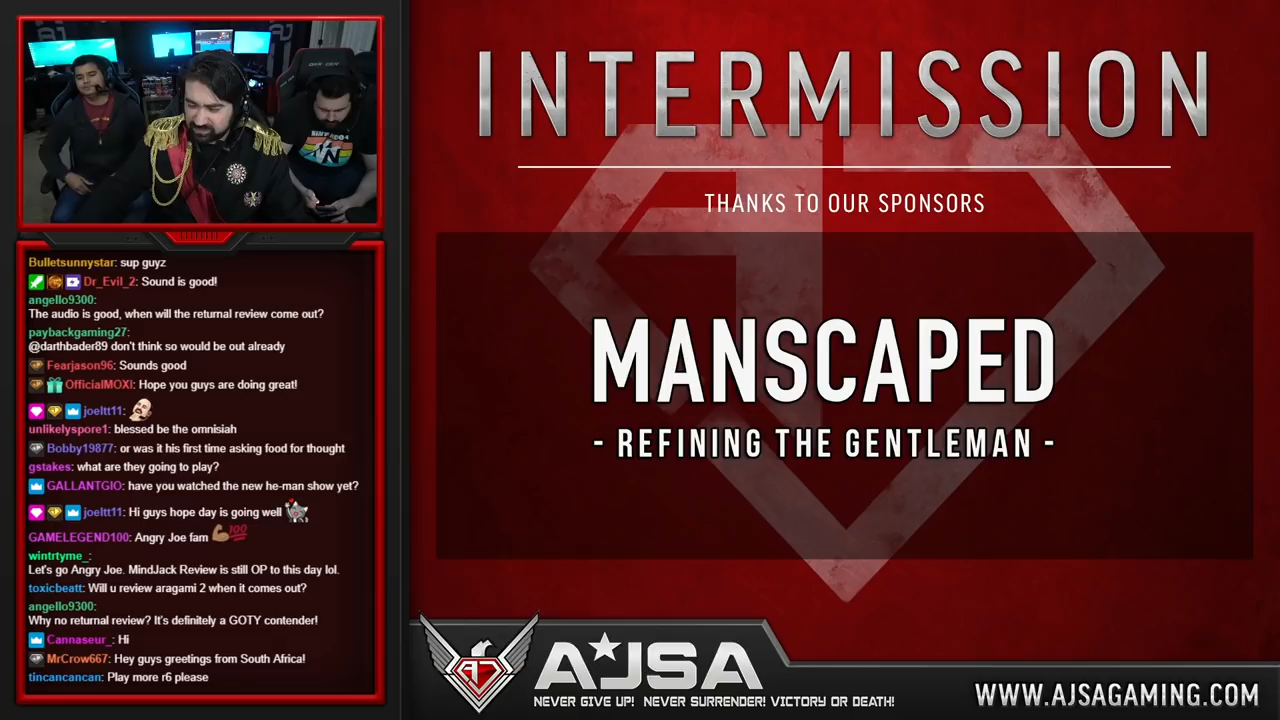 INTERMISSION
THANKS TO OUR SPONSORS
MANSCAPED
- REFINING THE GENTLEMAN -
Bulletsunnystar: sup guyz
Dr_Evil_2: Sound is good!
angello9300:
The audio is good, when will the returnal review come out?
paybackgaming27:
@darthbader89 don't think so would be out already
Fearjason96: Sounds good
OfficialMOXI: Hope you guys are doing great!
joeltt11:
unlikelyspore1: blessed be the omnisiah
Bobby19877: or was it his first time asking food for thought
gstakes: what are they going to play?
GALLANTGIO: have you watched the new he-man show yet?
joeltt11: Hi guys hope day is going well
GAMELEGEND100: Angry Joe fam 100
wintrtyme_:
Let's go Angry Joe. MindJack Review is still OP to this day lol.
toxicbeatt: Will u review aragami 2 when it comes out?
angello9300:
Why no returnal review? It's definitely a GOTY contender!
Cannaseur_: Hi
MrCrow667: Hey guys greetings from South Africa!
tincancancan: Play more r6 please
AJSA
NEVER GIVE UP! NEVER SURRENDER! VICTORY OR DEATH!
WWW.AJSAGAMING.COM